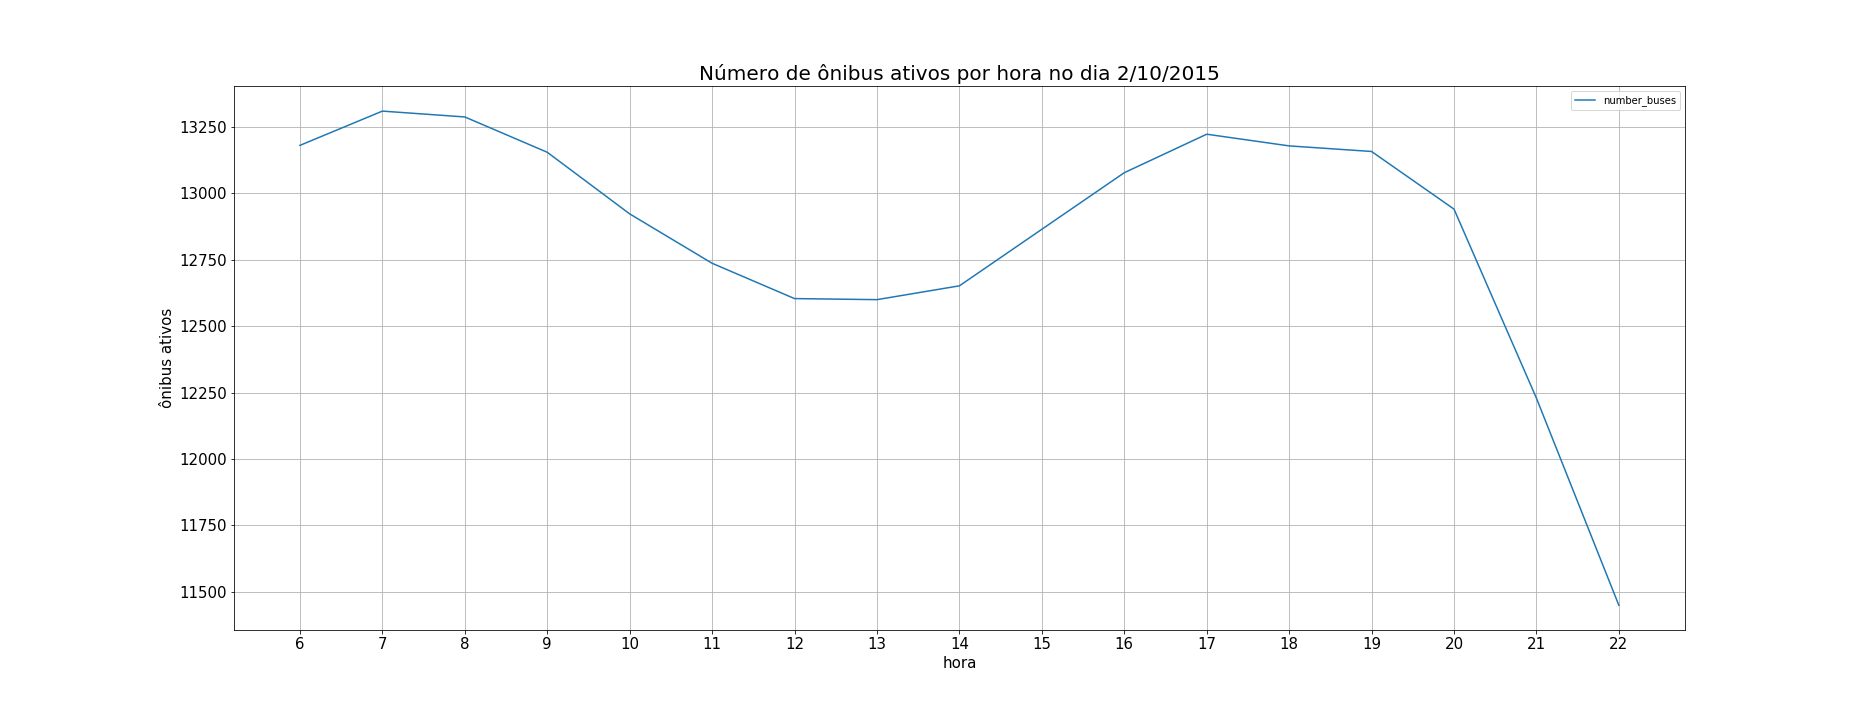 Número de ônibus ativos por hora no dia 2/10/2015
number_buses
13250
13000
12750
12500
12250
12000
11750
11500
ônibus ativos
6 7 8 9 10 11 12 13 14 15 16 17 18 19 20 21 22
hora